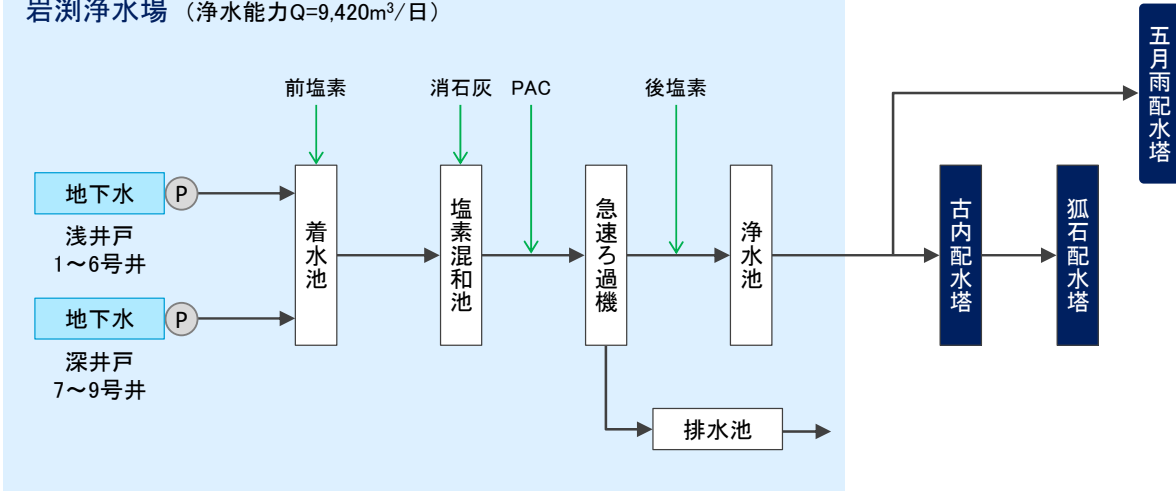 岩渕浄水場 （浄水能力Q=9,420m³/日）
五月雨配水塔
前塩素
消石灰
PAC
後塩素
地下水
P
浅井戸
1～6号井
地下水
P
深井戸
7～9号井
着水池
塩素混和池
急速ろ過機
浄水池
古内配水塔
狐石配水塔
排水池